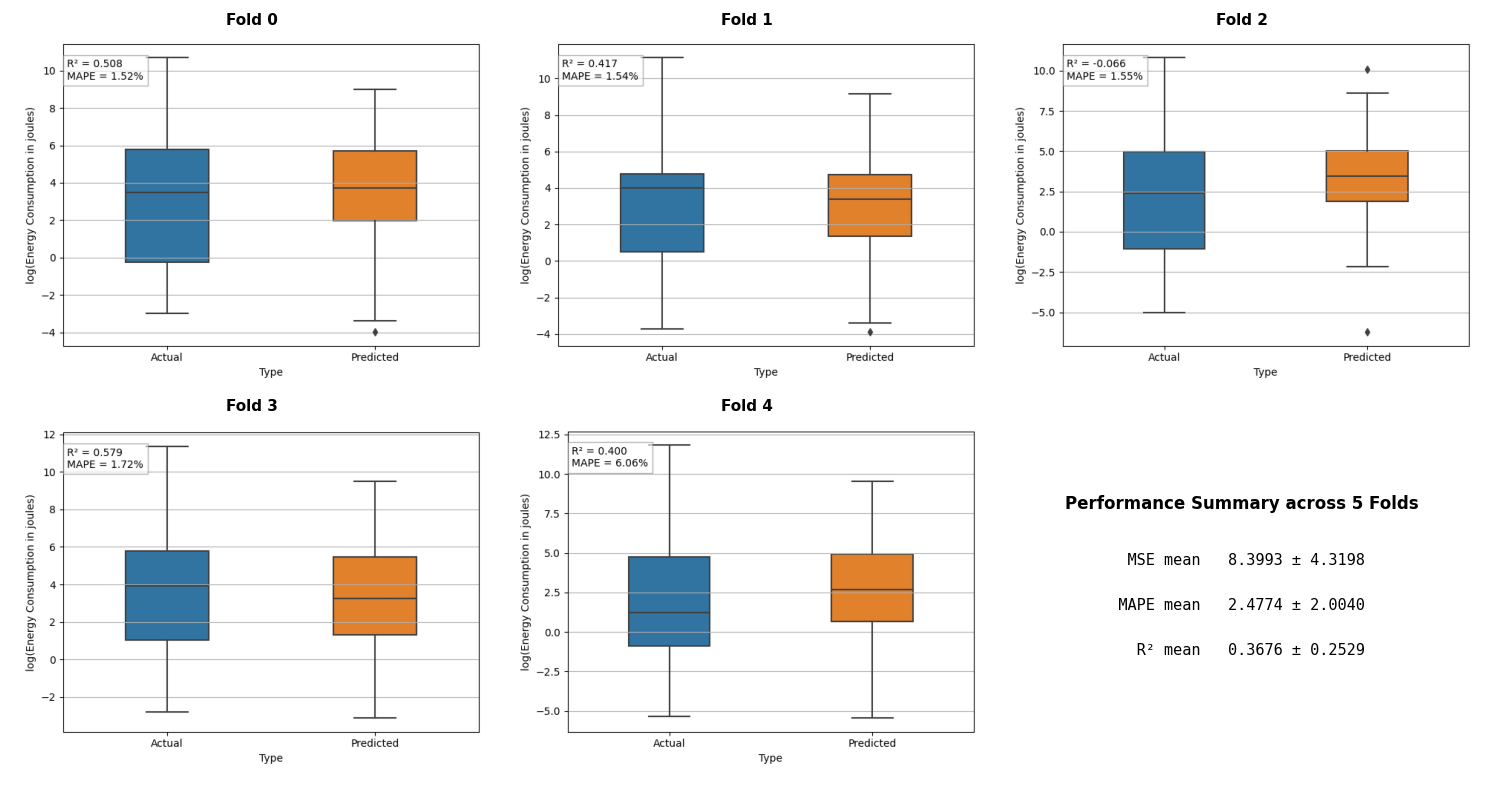 Fold 0
R² = 0.508
MAPE = 1.52%
10
8
6
4
2
0
−2
−4
log(Energy Consumption in joules)
Actual
Predicted
Type
Fold 1
R² = 0.417
MAPE = 1.54%
10
8
6
4
2
0
−2
−4
log(Energy Consumption in joules)
Actual
Predicted
Type
Fold 2
R² = -0.066
MAPE = 1.55%
10.0
7.5
5.0
2.5
0.0
−2.5
−5.0
log(Energy Consumption in joules)
Actual
Predicted
Type
Fold 3
R² = 0.579
MAPE = 1.72%
12
10
8
6
4
2
0
−2
log(Energy Consumption in joules)
Actual
Predicted
Type
Fold 4
R² = 0.400
MAPE = 6.06%
12.5
10.0
7.5
5.0
2.5
0.0
−2.5
−5.0
log(Energy Consumption in joules)
Actual
Predicted
Type
Performance Summary across 5 Folds
MSE mean 8.3993 ± 4.3198
MAPE mean 2.4774 ± 2.0040
R² mean 0.3676 ± 0.2529